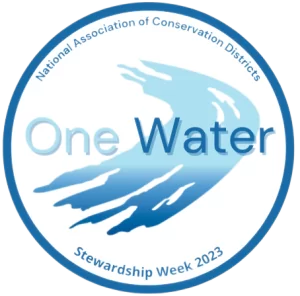 National Association of Conservation Districts
One Water
Stewardship Week 2023